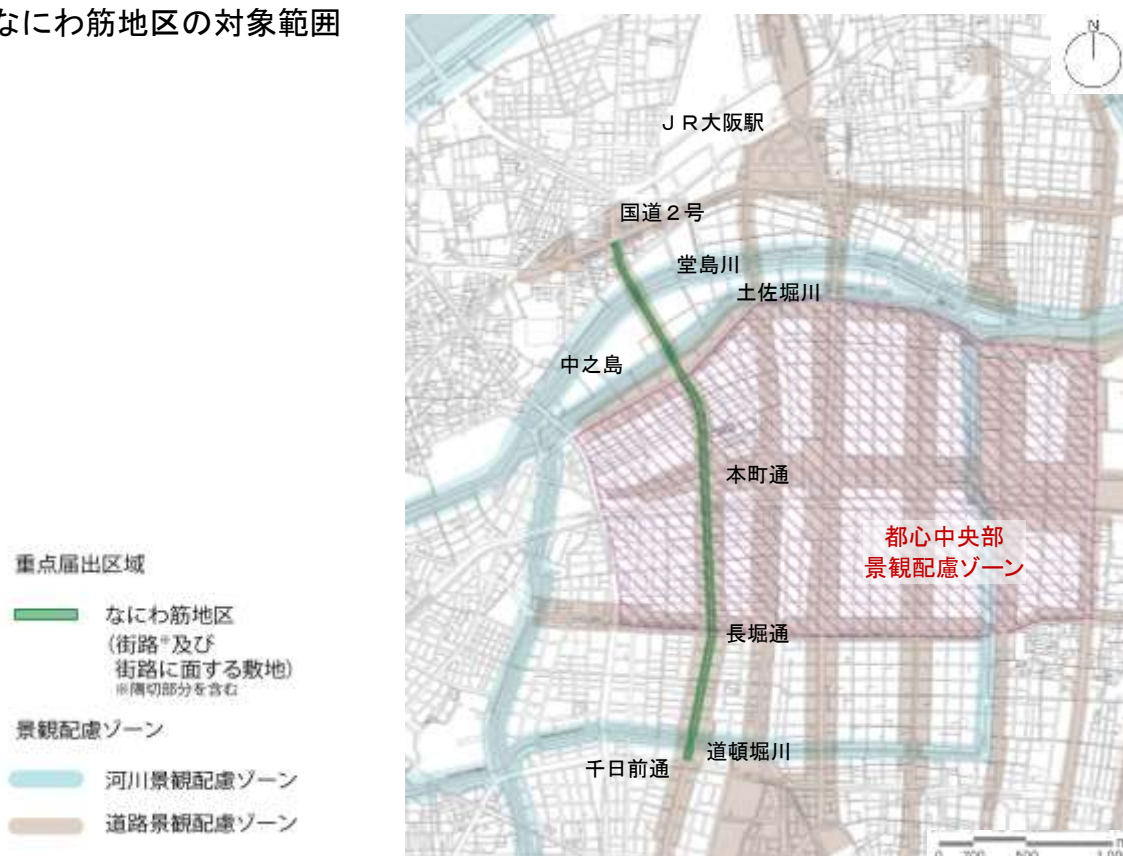 なにわ筋地区の対象範囲
N
ＪＲ大阪駅
国道２号
堂島川
土佐堀川
中之島
本町通
都心中央部
景観配慮ゾーン
長堀通
道頓堀川
千日前通
重点届出区域
なにわ筋地区
(街路※及び
街路に面する敷地)
※隅切部分を含む
景観配慮ゾーン
河川景観配慮ゾーン
道路景観配慮ゾーン